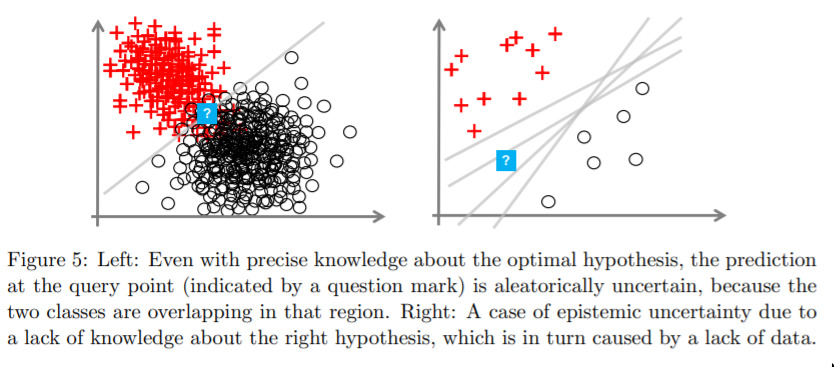 ?
?
Figure 5: Left: Even with precise knowledge about the optimal hypothesis, the prediction
at the query point (indicated by a question mark) is aleatorically uncertain, because the
two classes are overlapping in that region. Right: A case of epistemic uncertainty due to
a lack of knowledge about the right hypothesis, which is in turn caused by a lack of data.